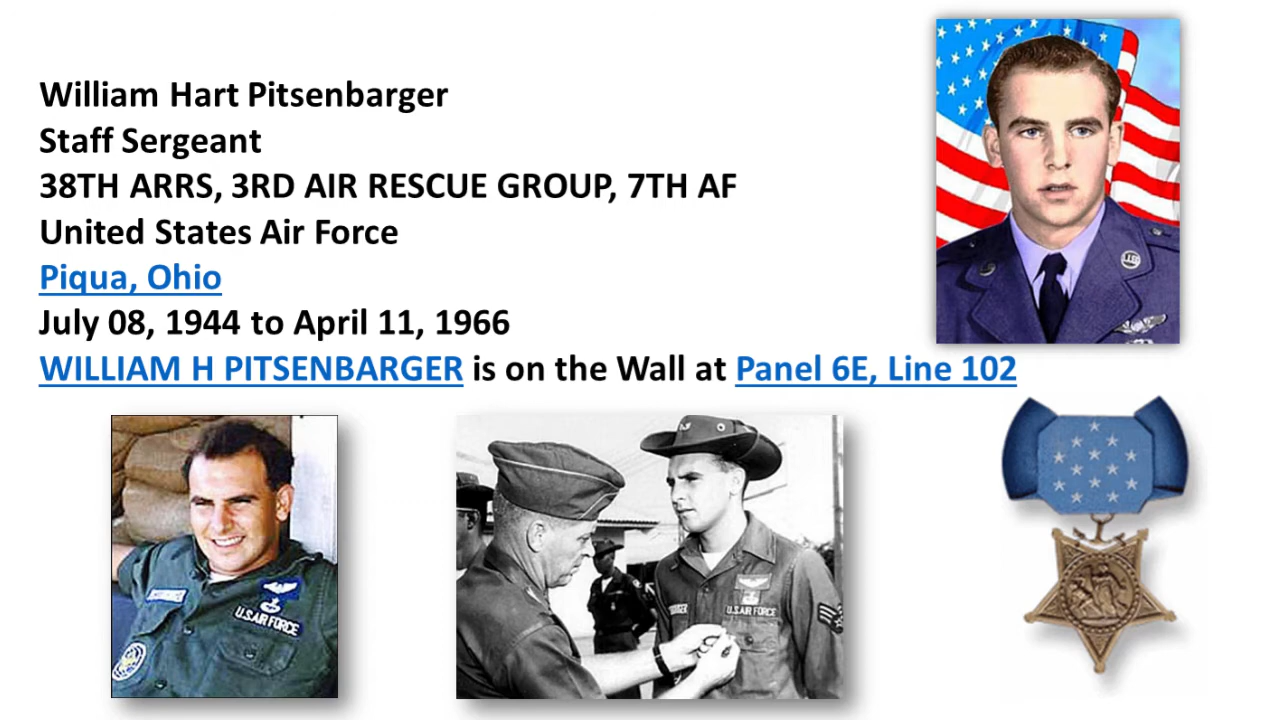 William Hart Pitsenbarger
Staff Sergeant
38TH ARRS, 3RD AIR RESCUE GROUP, 7TH AF
United States Air Force
Piqua, Ohio
July 08, 1944 to April 11, 1966
WILLIAM H PITSENBARGER is on the Wall at Panel 6E, Line 102
U.S. AIR FORCE
U.S. AIR FORCE